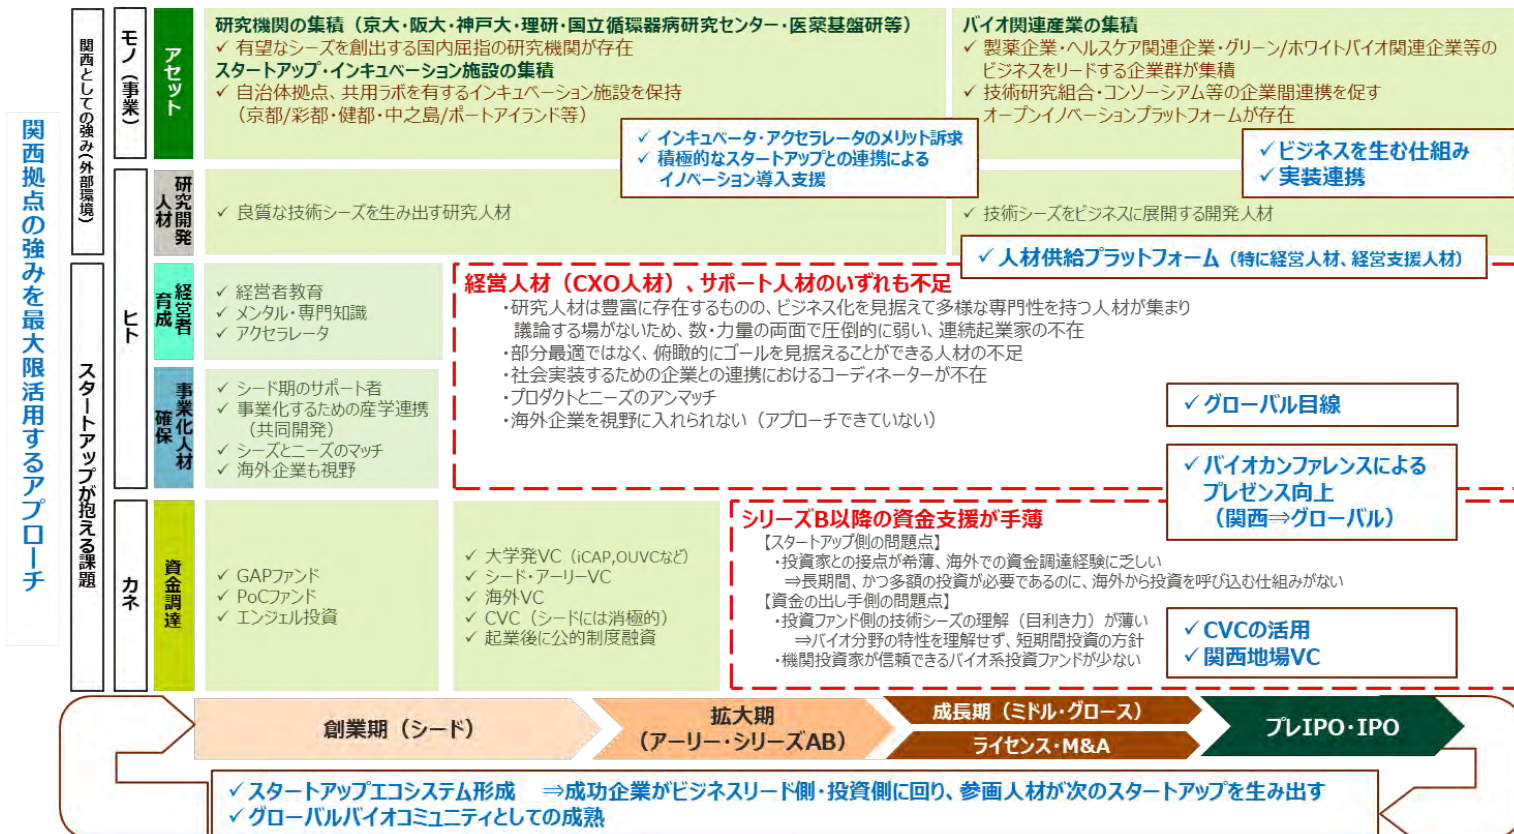 関西拠点の強みを最大限活用するアプローチ
関西としての強み(外部環境)
スタートアップが抱える課題
モノ(事業)
ヒト
カネ
アセット
研究機関の集積(京大・阪大・神戸大・理研・国立循環器病研究センター・医薬基盤研等)
✓ 有望なシーズを創出する国内屈指の研究機関が存在
スタートアップ・インキュベーション施設の集積
✓ 自治体拠点、共用ラボを有するインキュベーション施設を保持
(京都/彩都・健都・中之島/ポートアイランド等)
バイオ関連産業の集積
✓ 製薬企業・ヘルスケア関連企業・グリーン/ホワイトバイオ関連企業等の
ビジネスをリードする企業群が集積
✓ 技術研究組合・コンソーシアム等の企業間連携を促す
オープンイノベーションプラットフォームが存在
✓ インキュベータ・アクセラレータのメリット訴求
✓ 積極的なスタートアップとの連携による
イノベーション導入支援
✓ ビジネスを生む仕組み
✓ 実装連携
研究開発
人材
✓ 良質な技術シーズを生み出す研究人材
✓ 技術シーズをビジネスに展開する開発人材
✓ 人材供給プラットフォーム(特に経営人材、経営支援人材)
経営者
育成
✓ 経営者教育
✓ メンタル・専門知識
✓ アクセラレータ
経営人材(CXO人材)、サポート人材のいずれも不足
・研究人材は豊富に存在するものの、ビジネス化を見据えて多様な専門性を持つ人材が集まり
議論する場がないため、数・力量の両面で圧倒的に弱い、連続起業家の不在
・部分最適ではなく、俯瞰的にゴールを見据えることができる人材の不足
・社会実装するための企業との連携におけるコーディネーターが不在
・プロダクトとニーズのアンマッチ
・海外企業を視野に入れられない(アプローチできていない)
事業化人材
確保
✓ シード期のサポート者
✓ 事業化するための産学連携
(共同開発)
✓ シーズとニーズのマッチ
✓ 海外企業も視野
✓ グローバル目線
✓ バイオカンファレンスによる
プレゼンス向上
(関西⇒グローバル)
資金調達
✓ GAPファンド
✓ PoCファンド
✓ エンジェル投資
✓ 大学発VC(iCAP,OUVCなど)
✓ シード・アーリーVC
✓ 海外VC
✓ CVC(シードには消極的)
✓ 起業後に公的制度融資
シリーズB以降の資金支援が手薄
【スタートアップ側の問題点】
・投資家との接点が希薄、海外での資金調達経験に乏しい
⇒長期間、かつ多額の投資が必要であるのに、海外から投資を呼び込む仕組みがない
【資金の出し手側の問題点】
・投資ファンド側の技術シーズの理解(目利き力)が薄い
⇒バイオ分野の特性を理解せず、短期間投資の方針
・機関投資家が信頼できるバイオ系投資ファンドが少ない
✓ CVCの活用
✓ 関西地場VC
創業期(シード)
拡大期
(アーリー・シリーズAB)
成長期(ミドル・グロース)
ライセンス・M&A
プレIPO・IPO
✓ スタートアップエコシステム形成 ⇒成功企業がビジネスリード側・投資側に回り、参画人材が次のスタートアップを生み出す
✓ グローバルバイオコミュニティとしての成熟